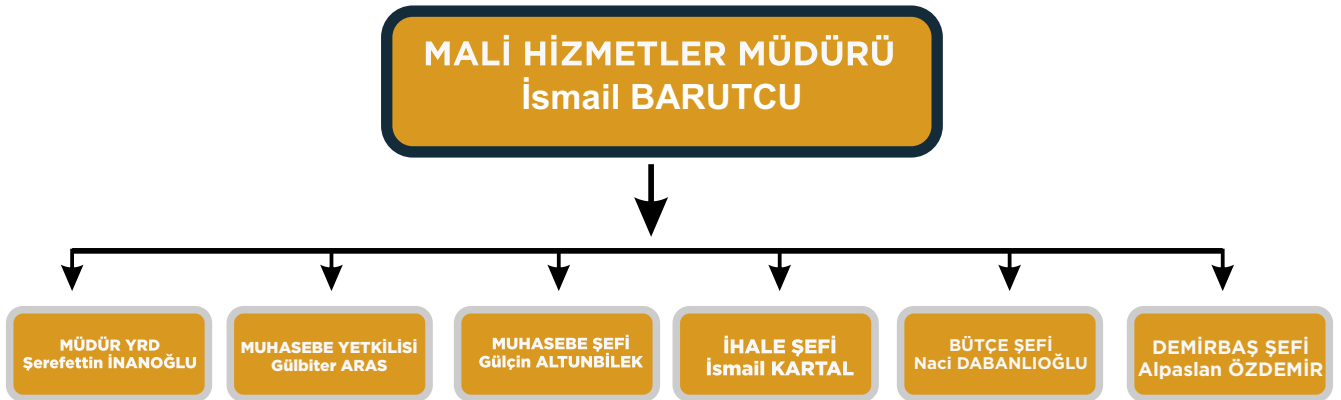 MALİ HİZMETLER MÜDÜRÜ
İsmail BARUTCU
MÜDÜR YRD
Şerefettin İNANOĞLU
MUHASEBE YETKİLİSİ
Gülbiter ARAS
MUHASEBE ŞEFİ
Gülçin ALTUNBİLEK
İHALE ŞEFİ
İsmail KARTAL
BÜTÇE ŞEFİ
Naci DABANLIOĞLU
DEMİRBAŞ ŞEFİ
Alpaslan ÖZDEMİR